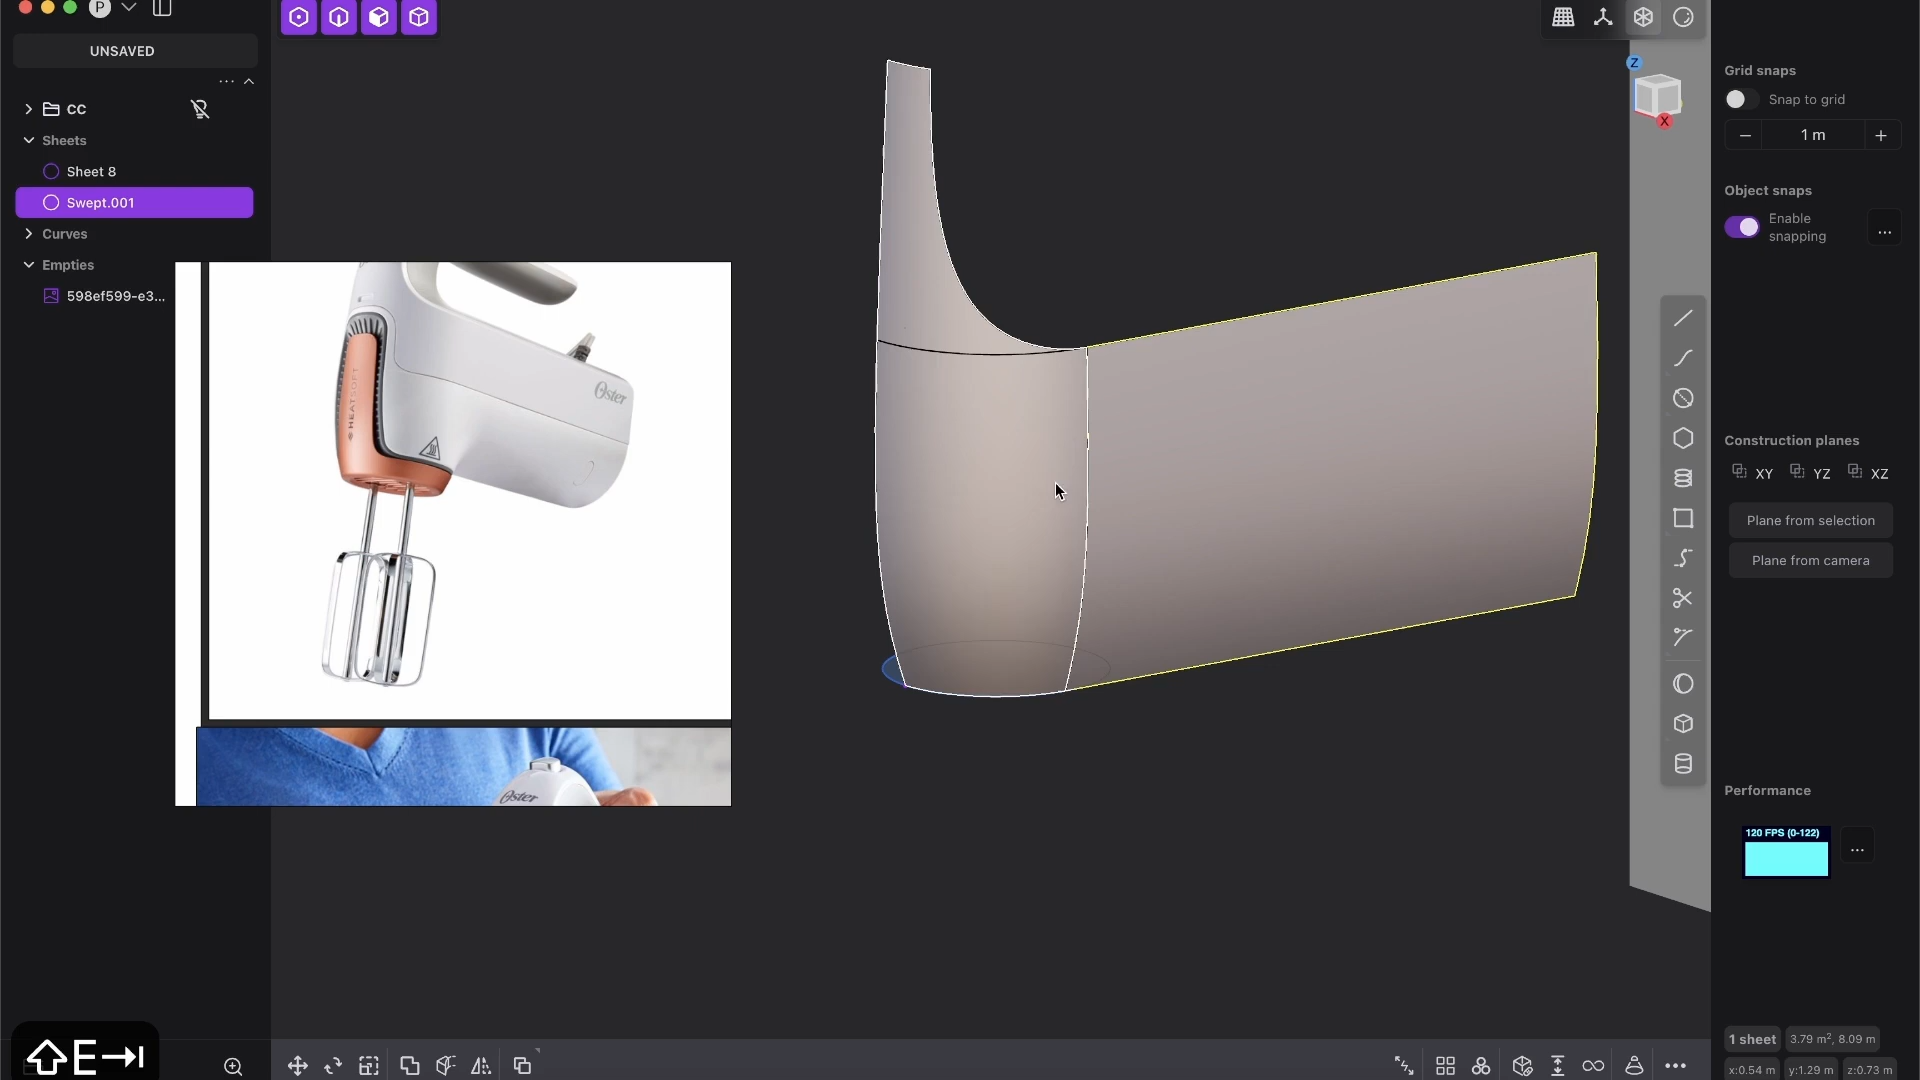 P
UNSAVED
CC
Sheets
Sheet 8
Swept.001
Curves
Empties
598ef599-e3...
Oster
HEATSOFT
Oster
Z
X
Grid snaps
Snap to grid
1 m
Object snaps
Enable
snapping
Construction planes
XY
YZ
XZ
Plane from selection
Plane from camera
Performance
120 FPS (0-122)
1 sheet
3.79 m², 8.09 m
x:0.54 m
y:1.29 m
z:0.73 m
E